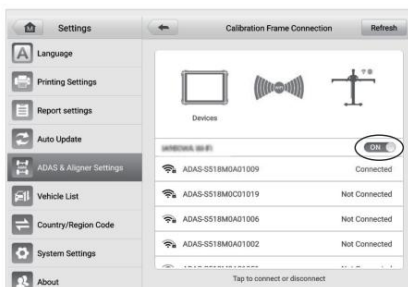 Settings
Calibration Frame Connection
Refresh
Language
Printing Settings
Report settings
Auto Update
ADAS & Aligner Settings
Vehicle List
Country/Region Code
System Settings
About
Devices
ON
ADAS-S518M0A01009 Connected
ADAS-S518M0C01019 Not Connected
ADAS-S518M0A01006 Not Connected
ADAS-S518M0A01002 Not Connected
Tap to connect or disconnect